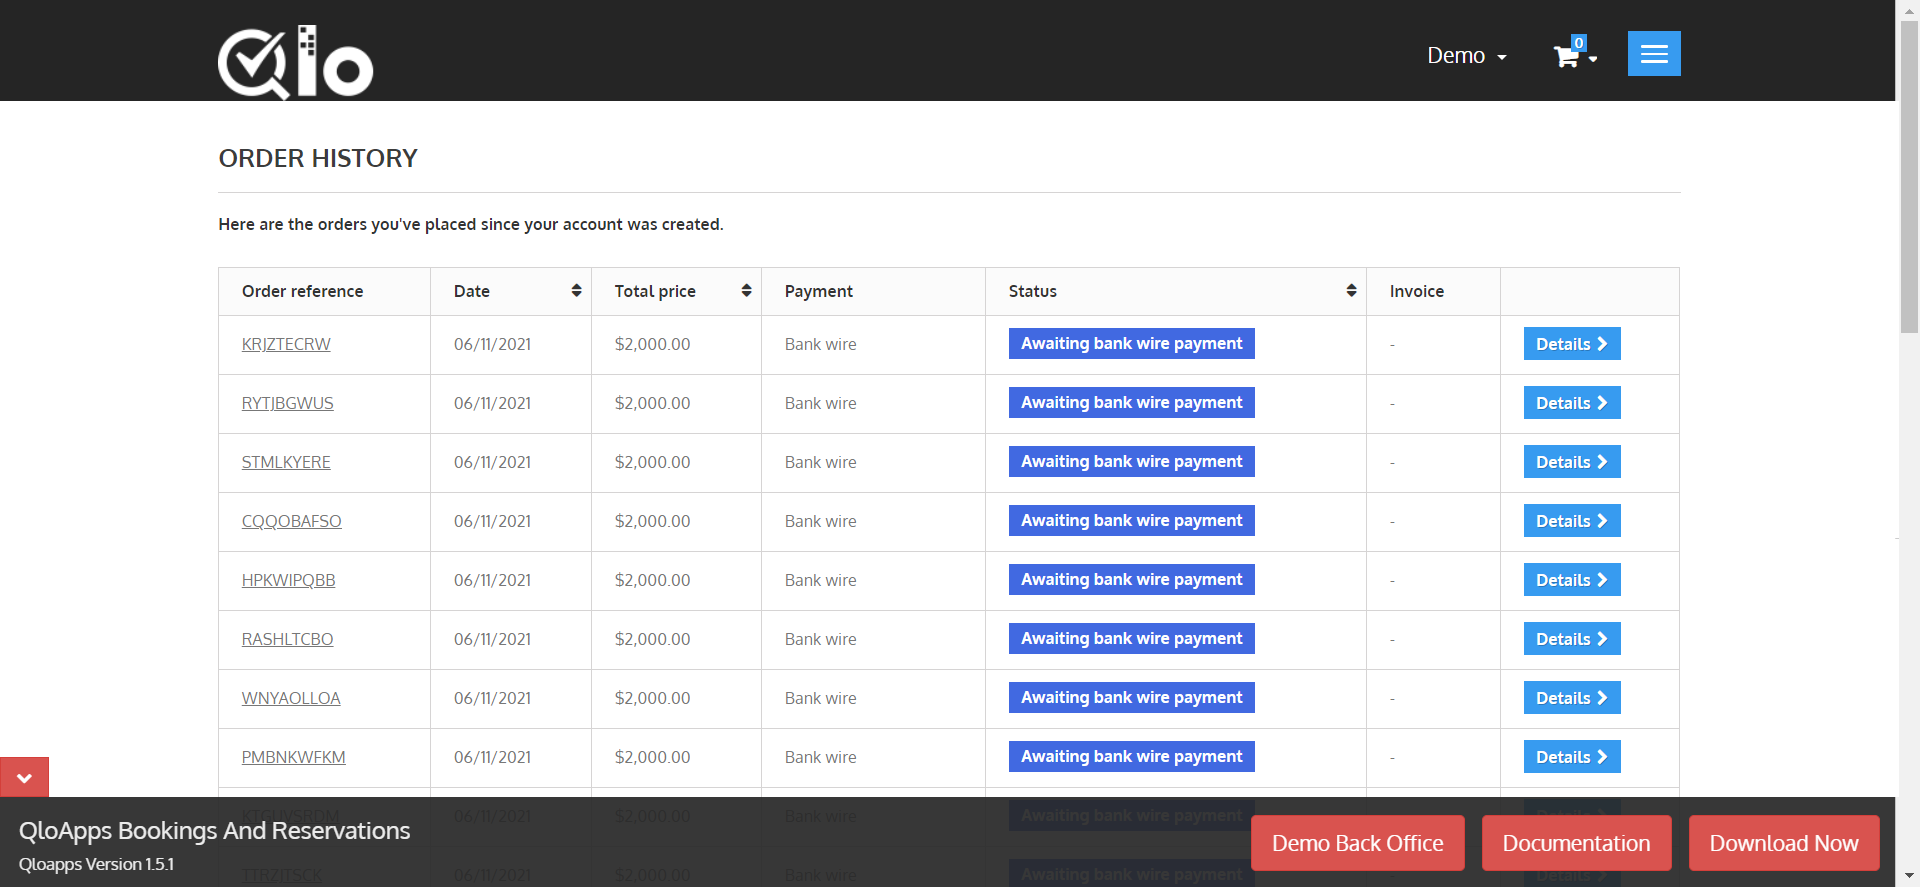 Qlo
Demo
0
ORDER HISTORY
Here are the orders you've placed since your account was created.
Order reference Date Total price Payment Status Invoice
KRJZTECRW 06/11/2021 $2,000.00 Bank wire Awaiting bank wire payment - Details
RYTJBGWUS 06/11/2021 $2,000.00 Bank wire Awaiting bank wire payment - Details
STMLKYERE 06/11/2021 $2,000.00 Bank wire Awaiting bank wire payment - Details
CQQOBAFSO 06/11/2021 $2,000.00 Bank wire Awaiting bank wire payment - Details
HPKWIPQBB 06/11/2021 $2,000.00 Bank wire Awaiting bank wire payment - Details
RASHLTCBO 06/11/2021 $2,000.00 Bank wire Awaiting bank wire payment - Details
WNYAOLLOA 06/11/2021 $2,000.00 Bank wire Awaiting bank wire payment - Details
PMBNKWFKM 06/11/2021 $2,000.00 Bank wire Awaiting bank wire payment - Details
06/11/2021 $2,000.00 Bank wire Awaiting bank wire payment
QloApps Bookings And Reservations
Qloapps Version 1.5.1
Demo Back Office Documentation Download Now
06/11/2021 $2,000.00 Bank wire Awaiting bank wire payment